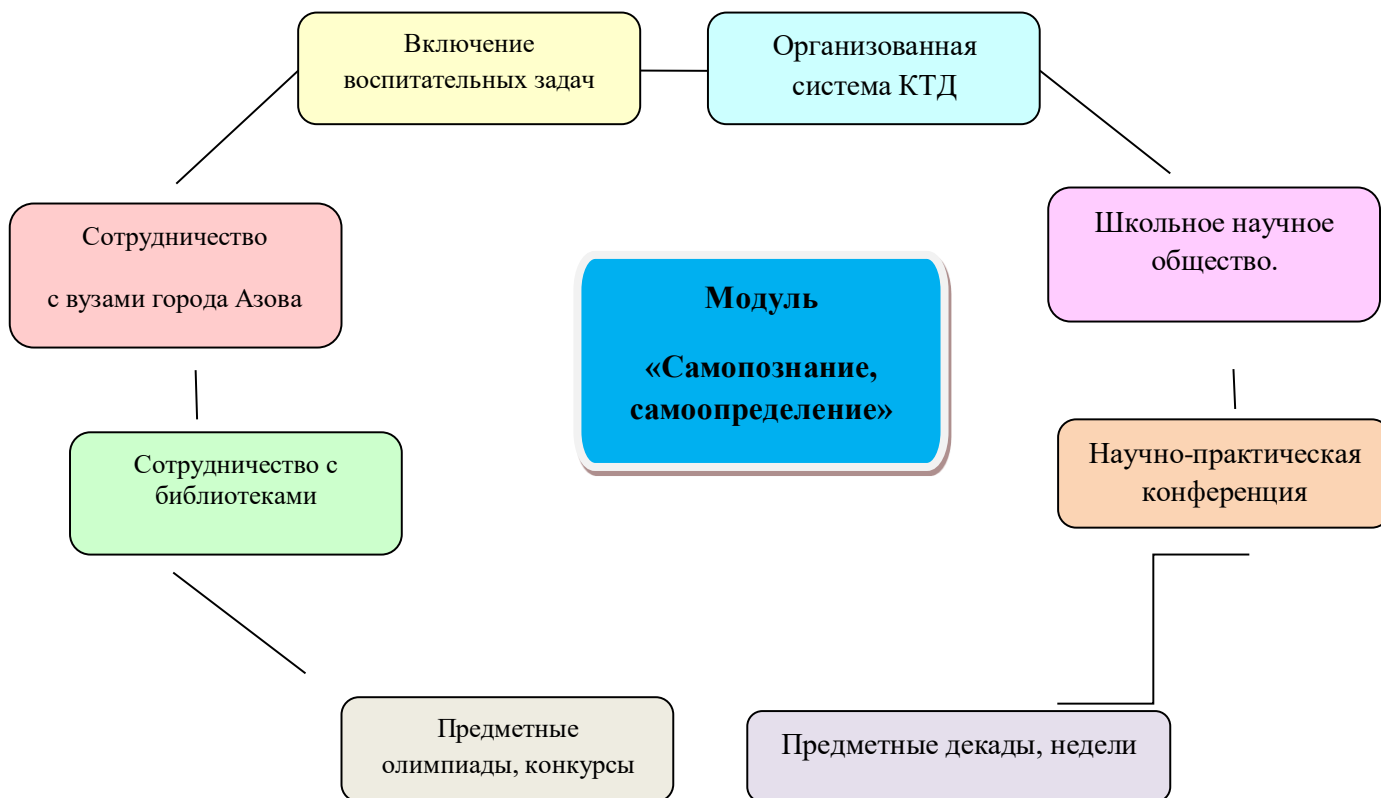 Включение
воспитательных задач
Организованная
система КТД
Сотрудничество
с вузами города Азова
Школьное научное
общество.
Модуль
«Самопознание,
самоопределение»
Сотрудничество с
библиотеками
Научно-практическая
конференция
Предметные
олимпиады, конкурсы
Предметные декады, недели